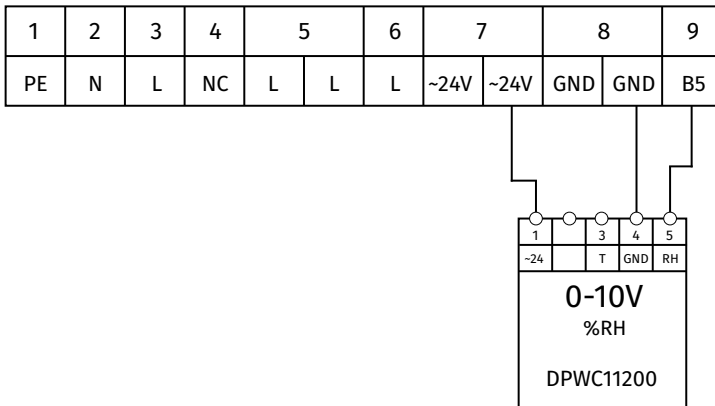 1 2 3 4 5 6 7 8 9
PE N L NC L L L ~24V ~24V GND GND B5
1 3 4 5
~24 T GND RH
0-10V
%RH
DPWC11200